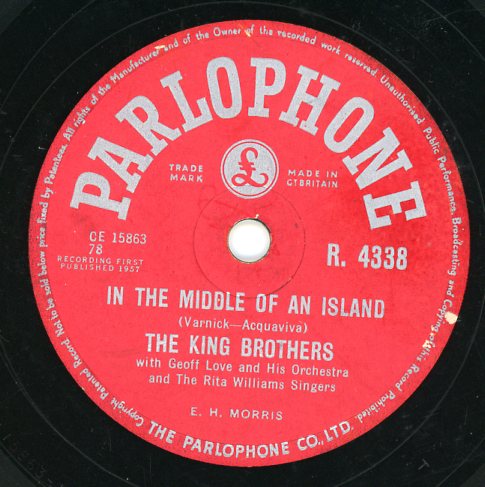 All rights of the Manufacturer and of the Owner of the recorded work reserved. Unauthorised Public Performance, Broadcasting and Copying of this Record Prohibited.
Copyright. Patented Record Not to be sold below price fixed by Patentees.
PARLOPHONE
TRADE MARK
£
MADE IN GT BRITAIN
CE 15863
78
RECORDING FIRST
PUBLISHED 1957
R. 4338
IN THE MIDDLE OF AN ISLAND
(Varnick—Acquaviva)
THE KING BROTHERS
with Geoff Love and His Orchestra
and The Rita Williams Singers
E. H. MORRIS
THE PARLOPHONE CO., LTD.